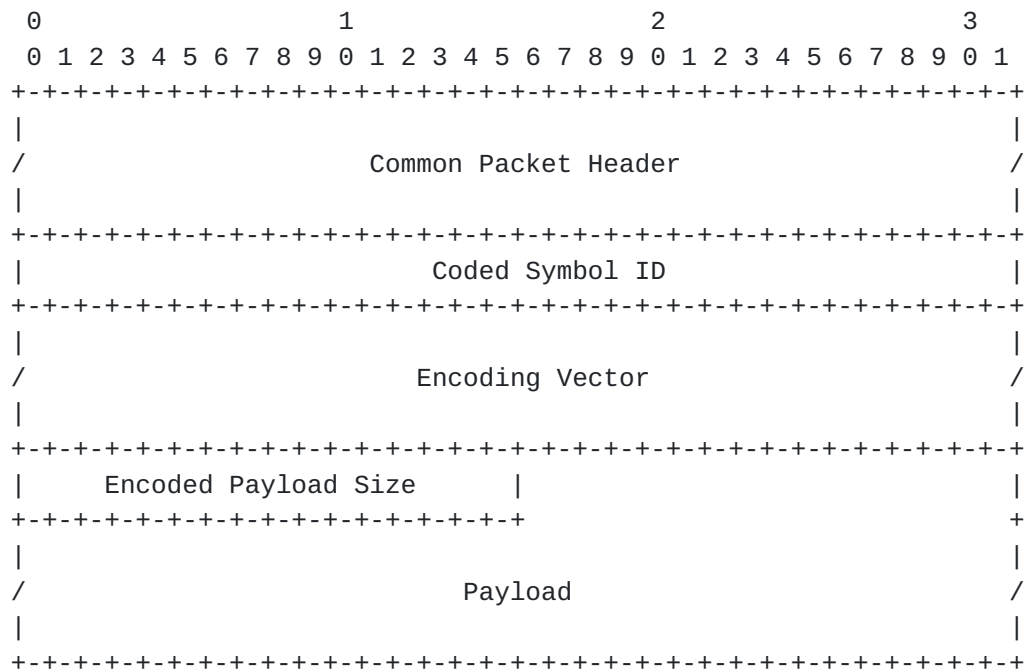 0                   1                   2                   3
 0 1 2 3 4 5 6 7 8 9 0 1 2 3 4 5 6 7 8 9 0 1 2 3 4 5 6 7 8 9 0 1
+-+-+-+-+-+-+-+-+-+-+-+-+-+-+-+-+-+-+-+-+-+-+-+-+-+-+-+-+-+-+-+-+
|                                                               |
/                      Common Packet Header                     /
|                                                               |
+-+-+-+-+-+-+-+-+-+-+-+-+-+-+-+-+-+-+-+-+-+-+-+-+-+-+-+-+-+-+-+-+
|                          Coded Symbol ID                      |
+-+-+-+-+-+-+-+-+-+-+-+-+-+-+-+-+-+-+-+-+-+-+-+-+-+-+-+-+-+-+-+-+
|                                                               |
/                         Encoding Vector                       /
|                                                               |
+-+-+-+-+-+-+-+-+-+-+-+-+-+-+-+-+-+-+-+-+-+-+-+-+-+-+-+-+-+-+-+-+
|     Encoded Payload Size      |                               |
+-+-+-+-+-+-+-+-+-+-+-+-+-+-+-+-+                               +
|                                                               |
/                            Payload                            /
|                                                               |
+-+-+-+-+-+-+-+-+-+-+-+-+-+-+-+-+-+-+-+-+-+-+-+-+-+-+-+-+-+-+-+-+